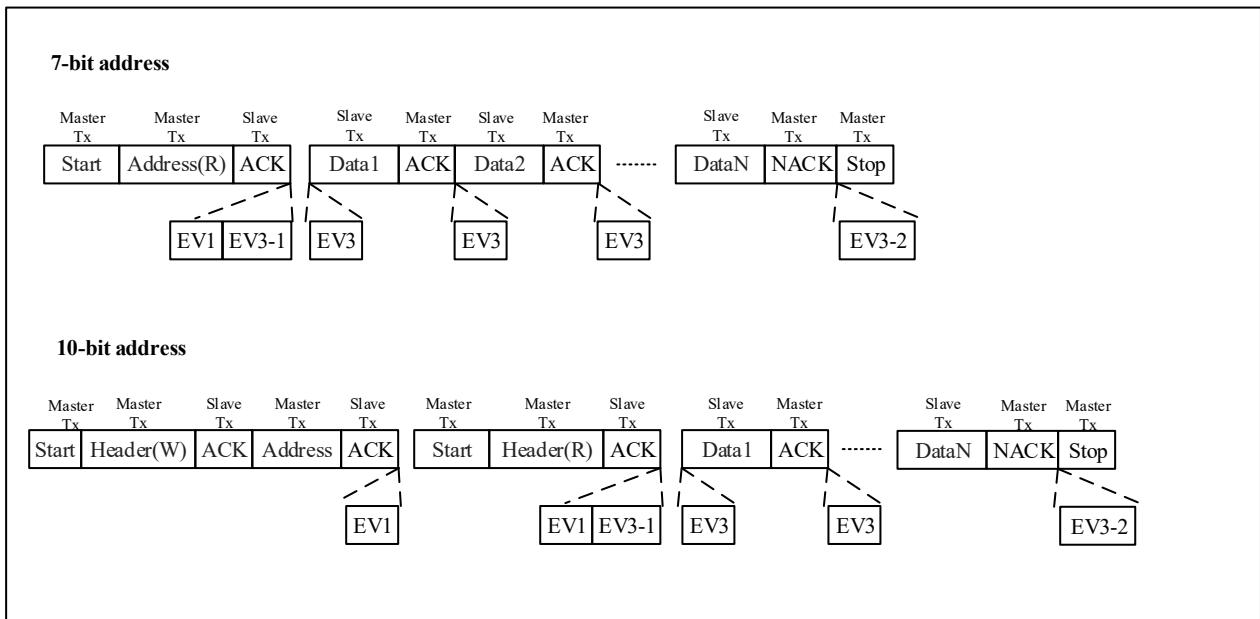 7-bit address
Master Master Slave Slave Master Slave Master Slave Master Master
Tx Tx Tx Tx Tx Tx Tx Tx Tx Tx
Start Address(R) ACK Data1 ACK Data2 ACK ........ DataN NACK Stop
EV1 EV3-1 EV3 EV3 EV3 EV3-2
10-bit address
Master Master Slave Master Slave Master Master Slave Slave Master Slave Master Master
Tx Tx Tx Tx Tx Tx Tx Tx Tx Tx Tx Tx Tx
Start Header(W) ACK Address ACK Start Header(R) ACK Data1 ACK ........ DataN NACK Stop
EV1 EV1 EV3-1 EV3 EV3 EV3-2